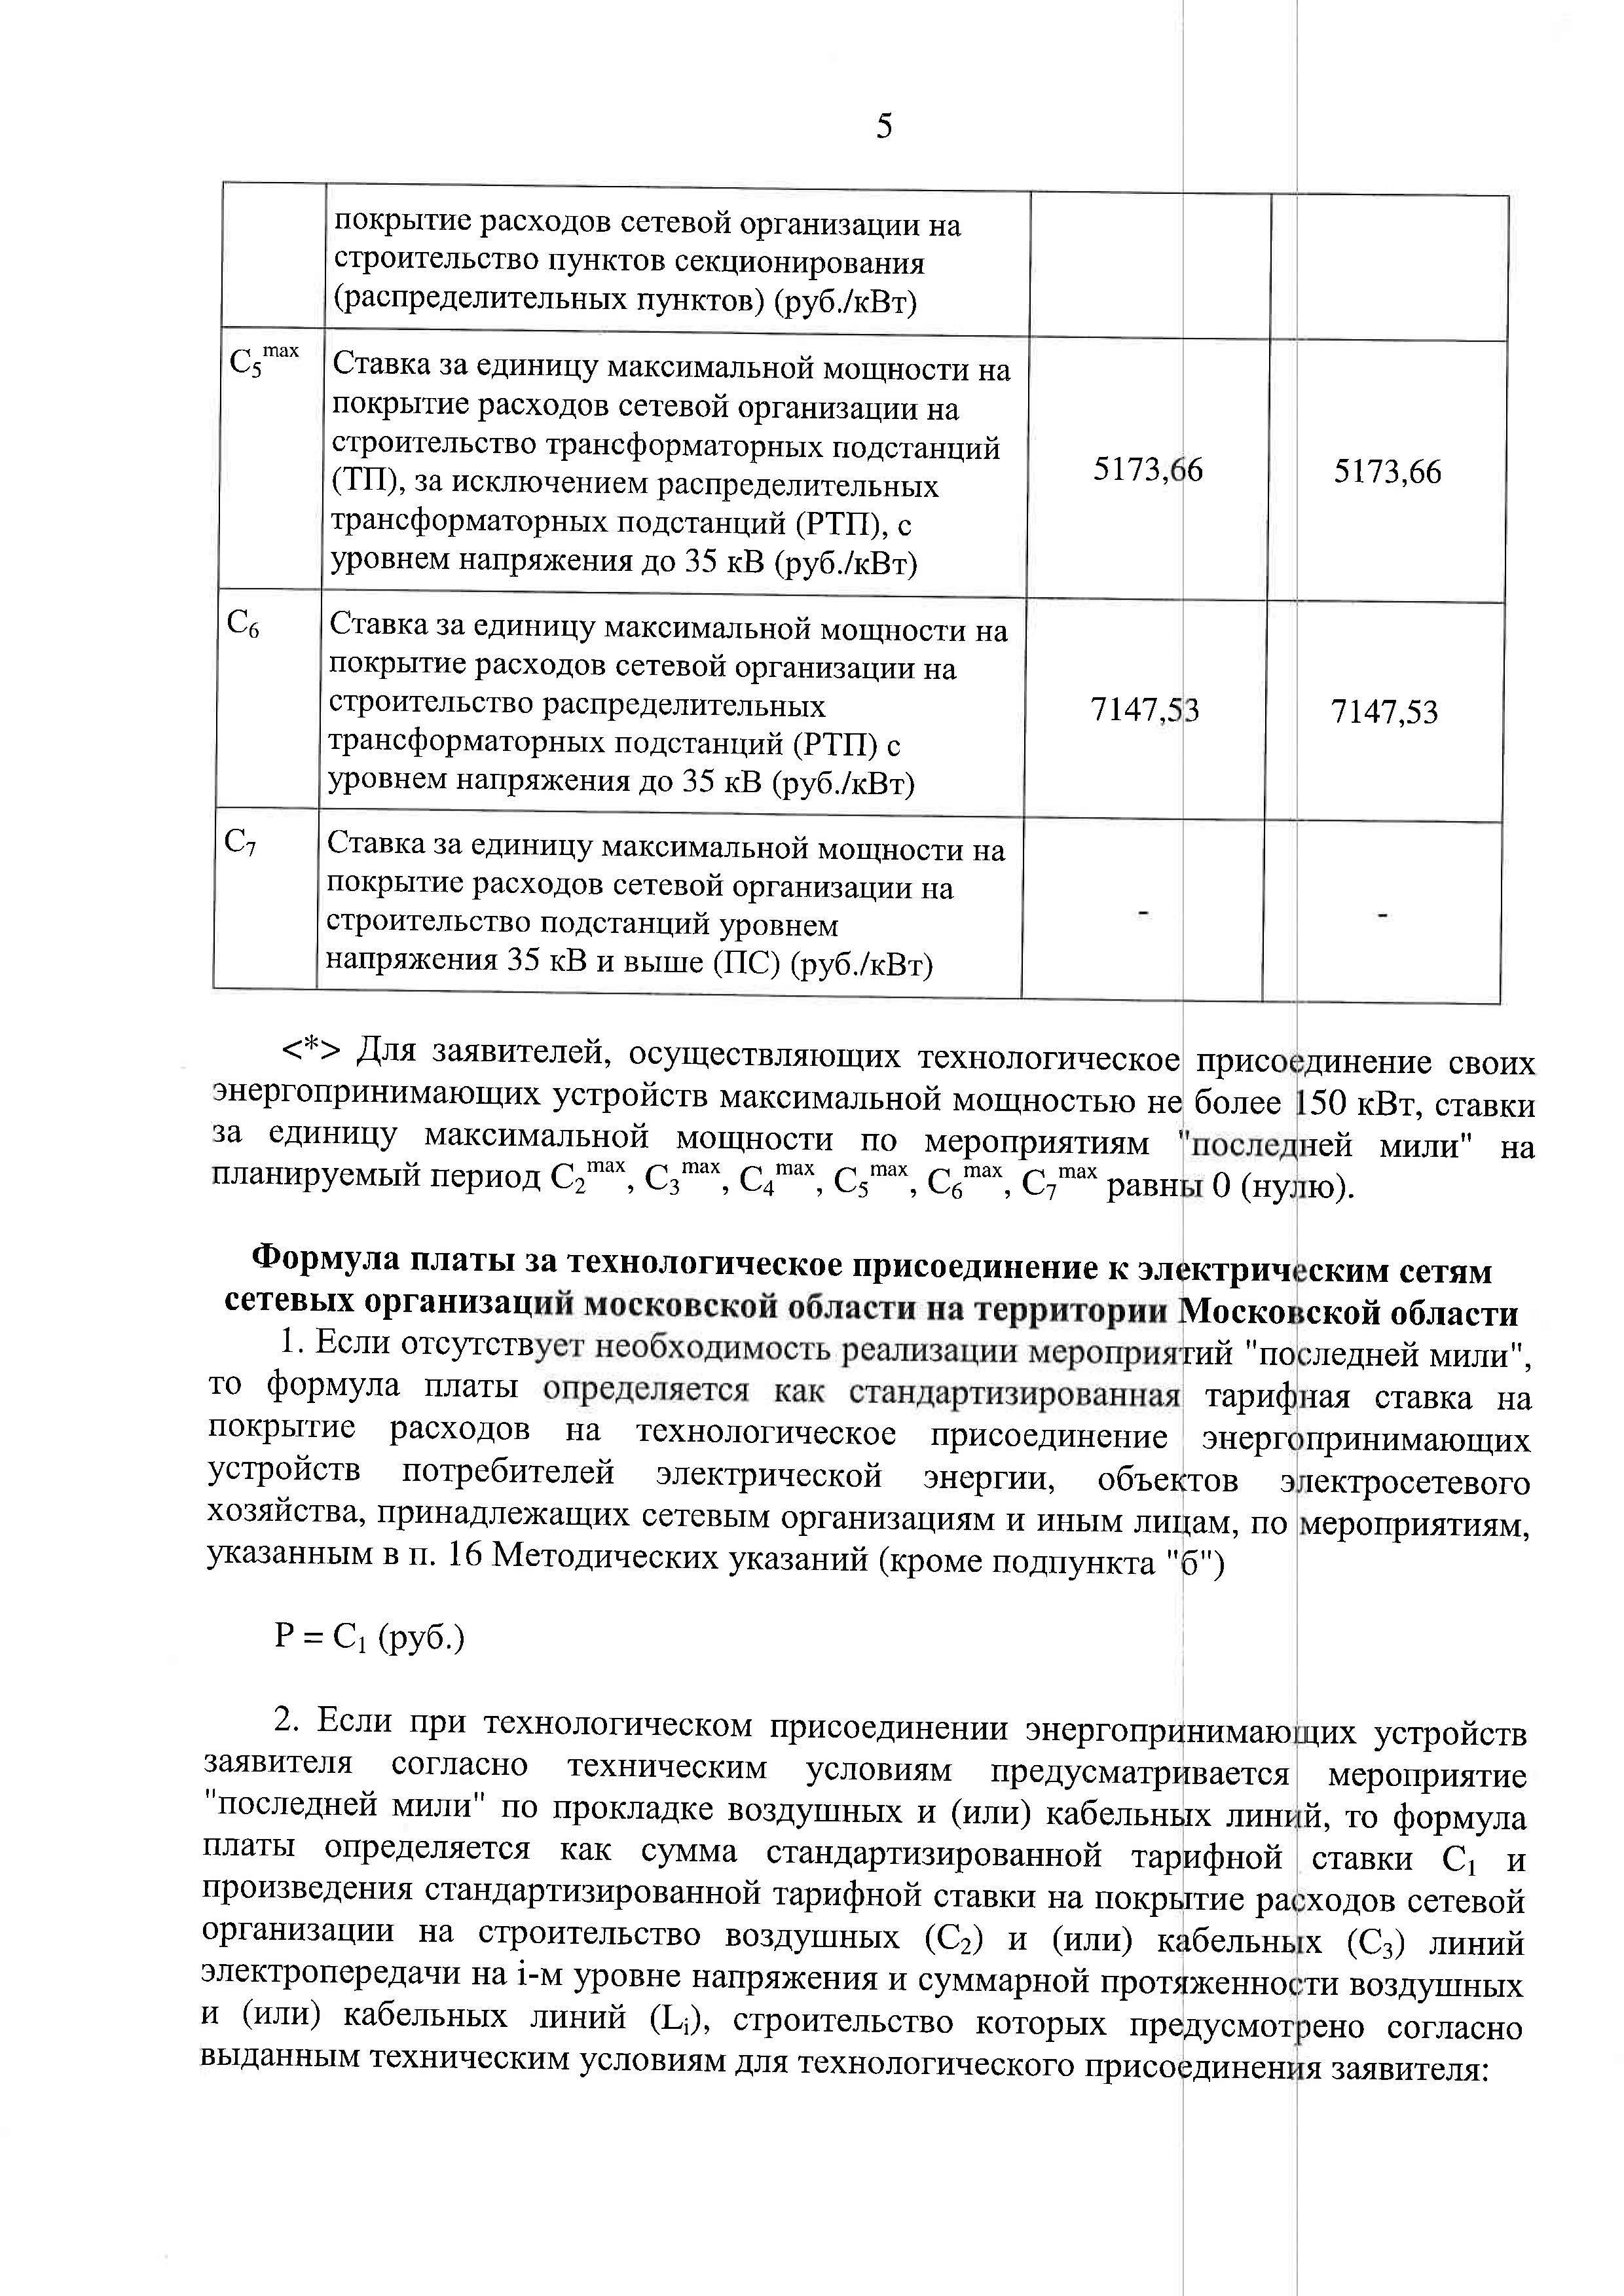 5
покрытие расходов сетевой организации на
строительство пунктов секционирования
(распределительных пунктов) (руб./кВт)
C₅ᵐᵃˣ
Ставка за единицу максимальной мощности на
покрытие расходов сетевой организации на
строительство трансформаторных подстанций
(ТП), за исключением распределительных
трансформаторных подстанций (РТП), с
уровнем напряжения до 35 кВ (руб./кВт)
5173,66
5173,66
C₆
Ставка за единицу максимальной мощности на
покрытие расходов сетевой организации на
строительство распределительных
трансформаторных подстанций (РТП) с
уровнем напряжения до 35 кВ (руб./кВт)
7147,53
7147,53
C₇
Ставка за единицу максимальной мощности на
покрытие расходов сетевой организации на
строительство подстанций уровнем
напряжения 35 кВ и выше (ПС) (руб./кВт)
-
-
<*> Для заявителей, осуществляющих технологическое присоединение своих
энергопринимающих устройств максимальной мощностью не более 150 кВт, ставки
за единицу максимальной мощности по мероприятиям "последней мили" на
планируемый период C₂ᵐᵃˣ, C₃ᵐᵃˣ, C₄ᵐᵃˣ, C₅ᵐᵃˣ, C₆ᵐᵃˣ, C₇ᵐᵃˣ равны 0 (нулю).
Формула платы за технологическое присоединение к электрическим сетям
сетевых организаций московской области на территории Московской области
1. Если отсутствует необходимость реализации мероприятий "последней мили",
то формула платы определяется как стандартизированная тарифная ставка на
покрытие расходов на технологическое присоединение энергопринимающих
устройств потребителей электрической энергии, объектов электросетевого
хозяйства, принадлежащих сетевым организациям и иным лицам, по мероприятиям,
указанным в п. 16 Методических указаний (кроме подпункта "б")
P = C₁ (руб.)
2. Если при технологическом присоединении энергопринимающих устройств
заявителя согласно техническим условиям предусматривается мероприятие
"последней мили" по прокладке воздушных и (или) кабельных линий, то формула
платы определяется как сумма стандартизированной тарифной ставки C₁ и
произведения стандартизированной тарифной ставки на покрытие расходов сетевой
организации на строительство воздушных (C₂) и (или) кабельных (C₃) линий
электропередачи на i-м уровне напряжения и суммарной протяженности воздушных
и (или) кабельных линий (Lᵢ), строительство которых предусмотрено согласно
выданным техническим условиям для технологического присоединения заявителя: